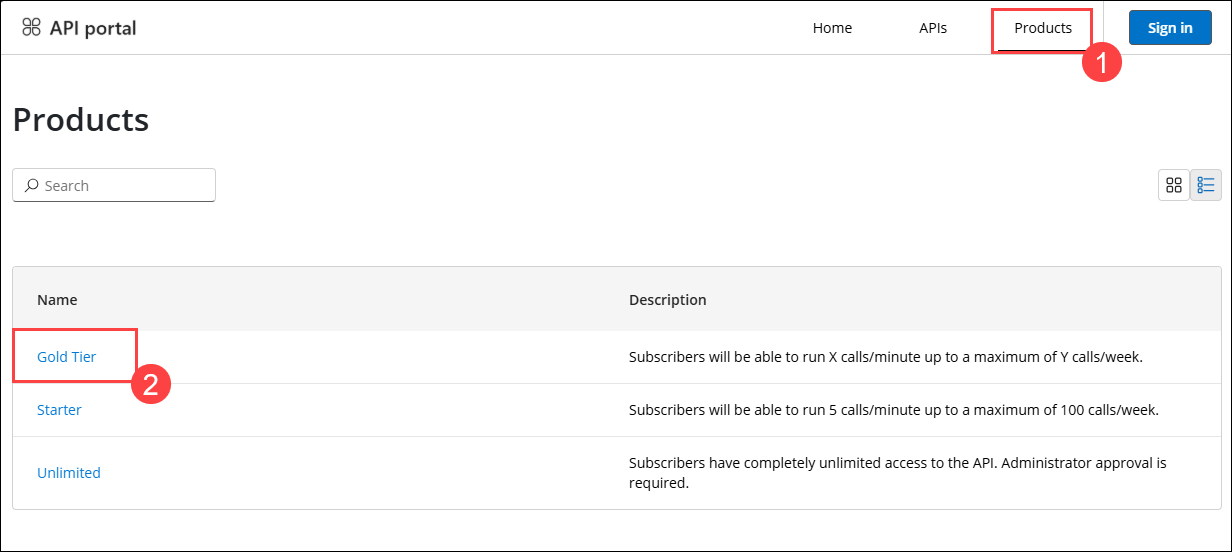 API portal Home APIs Products Sign in
1
Products
Search
Name Description
Gold Tier Subscribers will be able to run X calls/minute up to a maximum of Y calls/week.
2
Starter Subscribers will be able to run 5 calls/minute up to a maximum of 100 calls/week.
Unlimited Subscribers have completely unlimited access to the API. Administrator approval is
required.